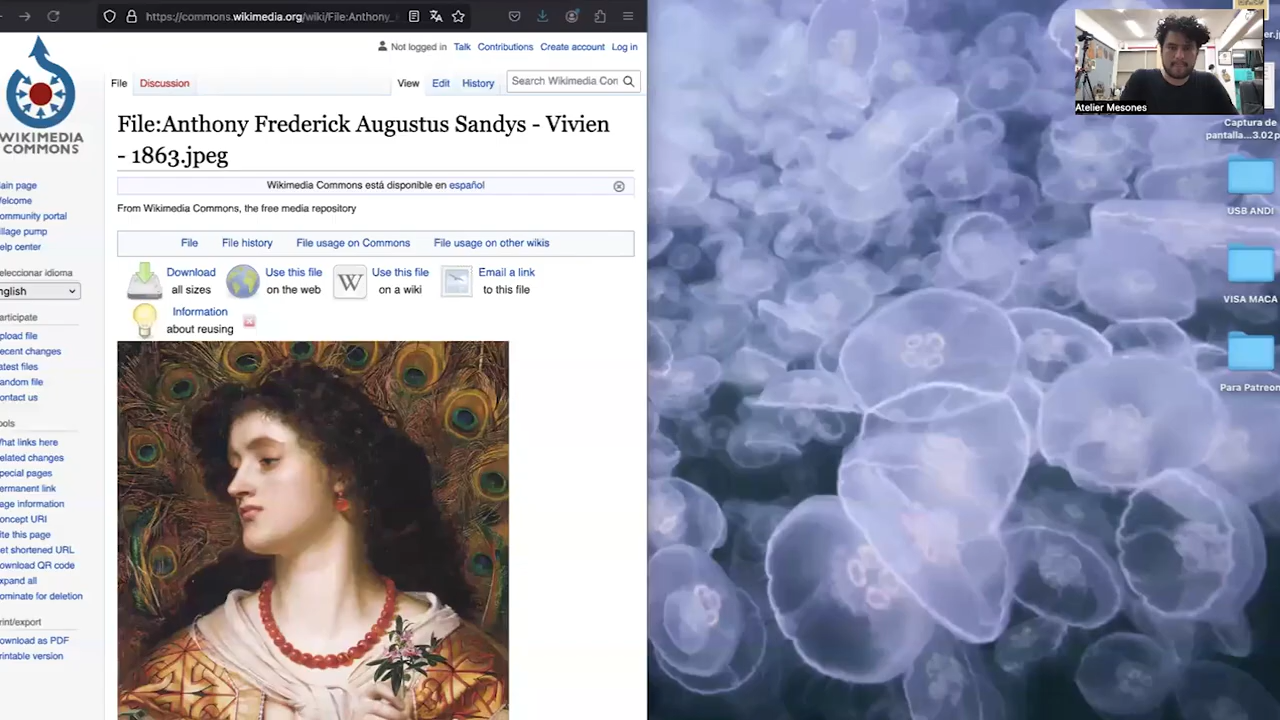 https://commons.wikimedia.org/wiki/File:Anthony_
Not logged in Talk Contributions Create account Log in
File Discussion View Edit History Search Wikimedia Con
File:Anthony Frederick Augustus Sandys - Vivien
- 1863.jpeg
Wikimedia Commons está disponible en español
From Wikimedia Commons, the free media repository
File File history File usage on Commons File usage on other wikis
Download
all sizes
Use this file
on the web
W
Use this file
on a wiki
Email a link
to this file
Information
about reusing
WIKIMEDIA
COMMONS
ain page
elcome
ommunity portal
illage pump
elp center
eleccionar idioma
nglish
articipate
pload file
ecent changes
atest files
andom file
ontact us
ools
hat links here
elated changes
pecial pages
ermanent link
age information
oncept URI
ite this page
et shortened URL
ownload QR code
xpand all
ominate for deletion
rint/export
ownload as PDF
rintable version
Atelier Mesones
er.j
Captura de
pantalla...3.02 p
USB ANDI
VISA MACA
Para Patreon